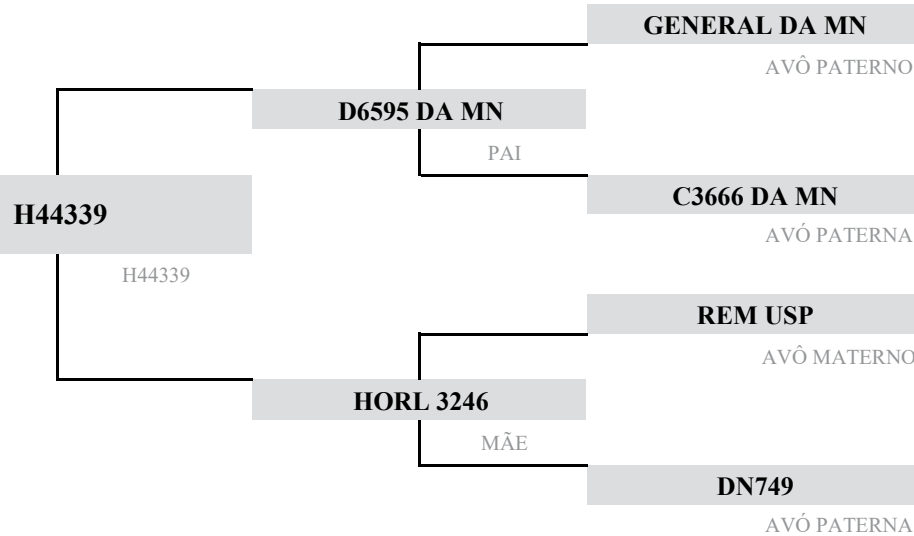 GENERAL DA MN
AVÔ PATERNO
D6595 DA MN
PAI
C3666 DA MN
AVÓ PATERNA
H44339
H44339
REM USP
AVÔ MATERNO
HORL 3246
MÃE
DN749
AVÓ PATERNA